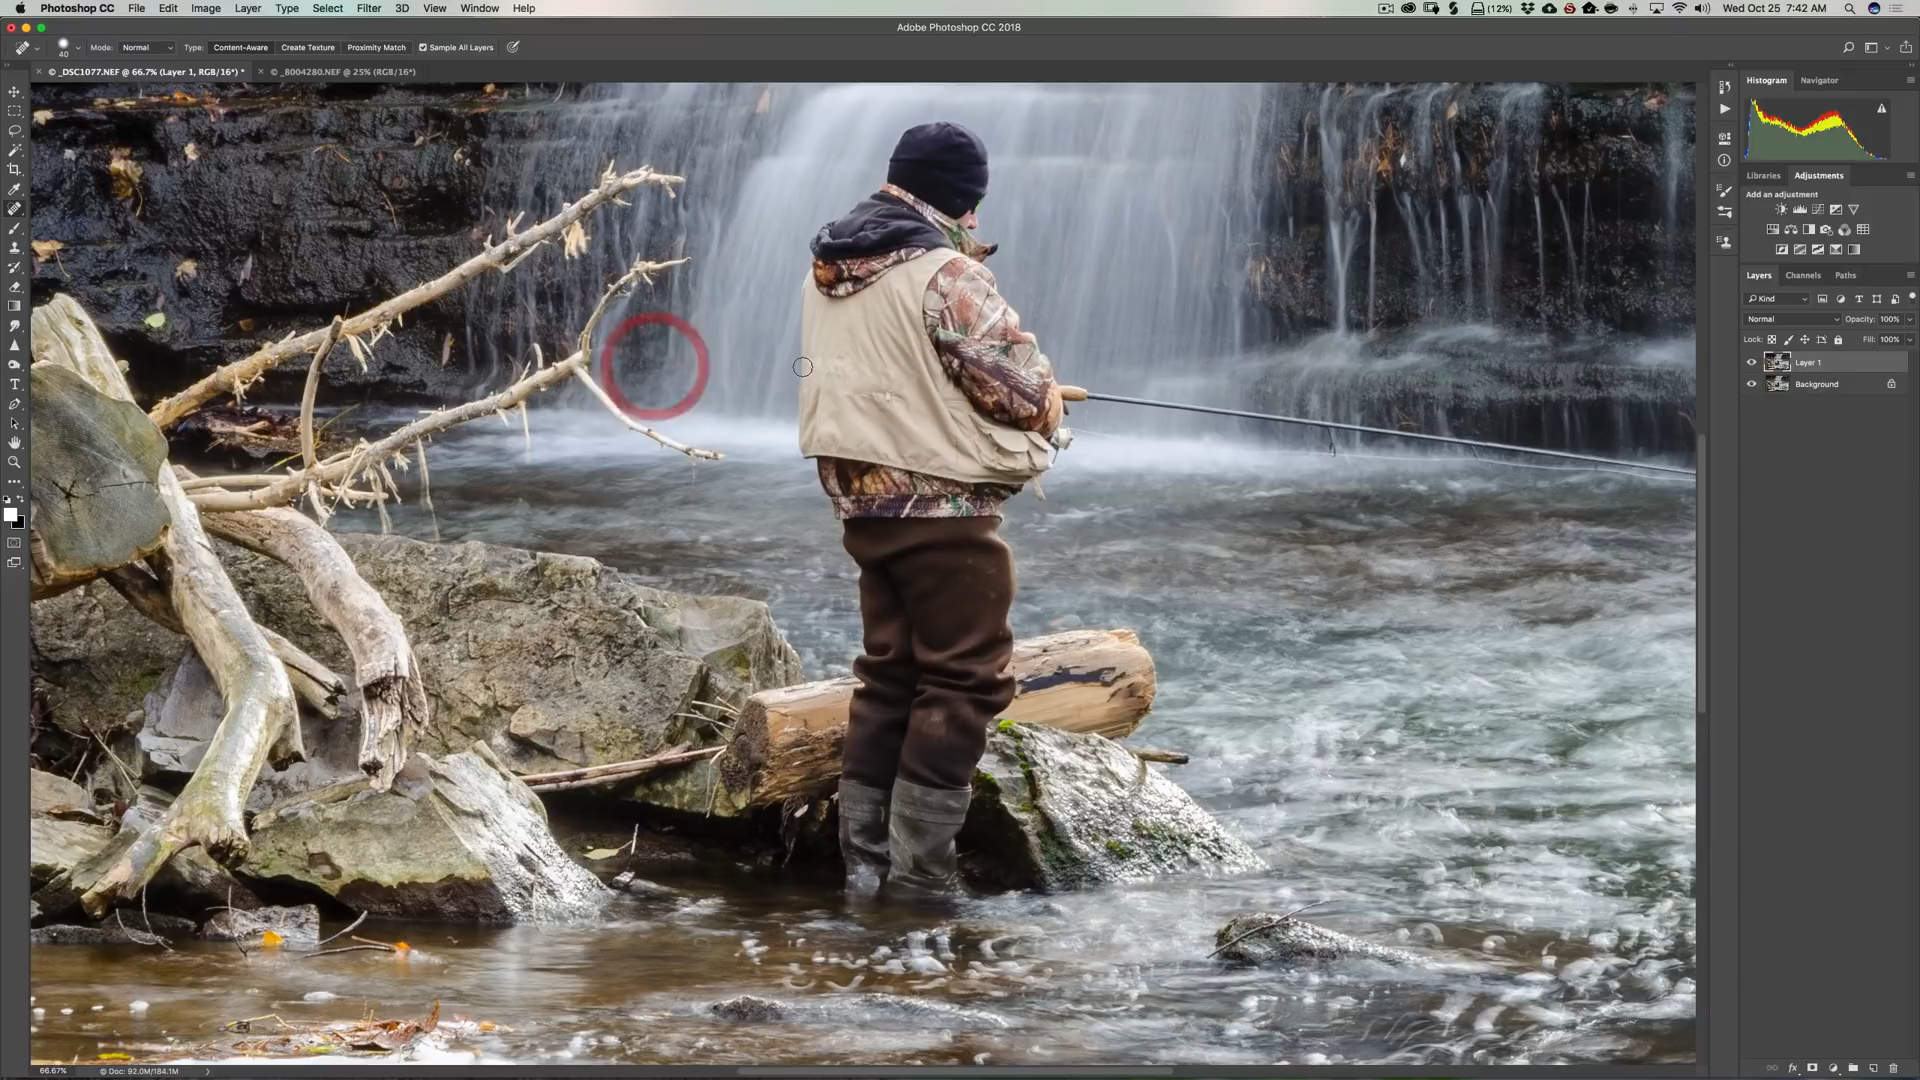 Photoshop CC File Edit Image Layer Type Select Filter 3D View Window Help (12%) Wed Oct 25 7:42 AM
Adobe Photoshop CC 2018
40 Mode: Normal Type: Content-Aware Create Texture Proximity Match Sample All Layers
× © _DSC1077.NEF @ 66.7% (Layer 1, RGB/16*) * × © _8004280.NEF @ 25% (RGB/16*)
Histogram Navigator
Libraries Adjustments
Add an adjustment
Layers Channels Paths
Kind
Normal Opacity: 100%
Lock: Fill: 100%
Layer 1
Background
66.67% © Doc: 92.0M/184.1M